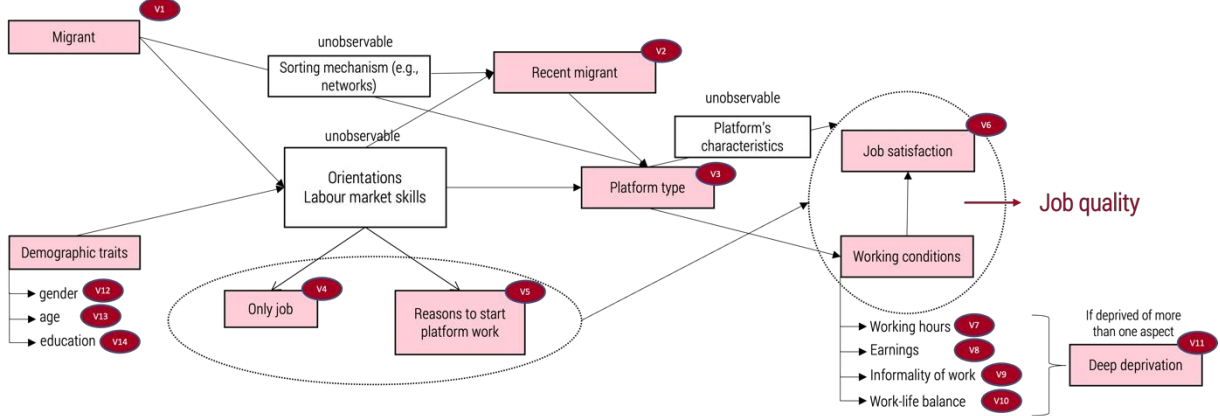 V1
Migrant
unobservable
Sorting mechanism (e.g.,
networks)
V2
Recent migrant
unobservable
Platform's
characteristics
V6
Job satisfaction
unobservable
Orientations
Labour market skills
V3
Platform type
Job quality
Demographic traits
gender V12
age V13
education V14
V4
Only job
V5
Reasons to start
platform work
Working conditions
Working hours V7
Earnings V8
Informality of work V9
Work-life balance V10
If deprived of more
than one aspect
V11
Deep deprivation